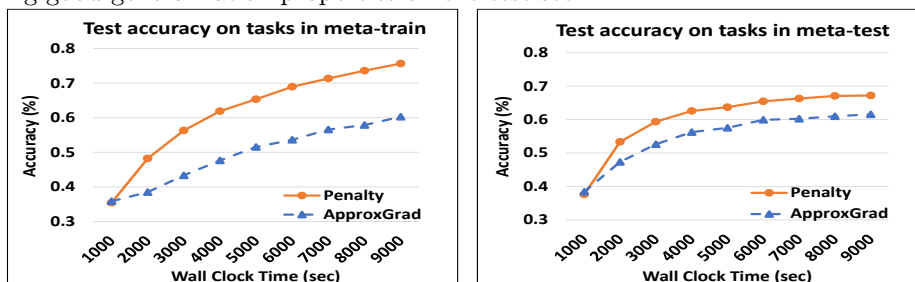 Test accuracy on tasks in meta-train
0.8
0.7
0.6
0.5
0.4
0.3
Accuracy (%)
Penalty
ApproxGrad
1000 2000 3000 4000 5000 6000 7000 8000 9000
Wall Clock Time (sec)
Test accuracy on tasks in meta-test
0.8
0.7
0.6
0.5
0.4
0.3
Accuracy (%)
Penalty
ApproxGrad
1000 2000 3000 4000 5000 6000 7000 8000 9000
Wall Clock Time (sec)